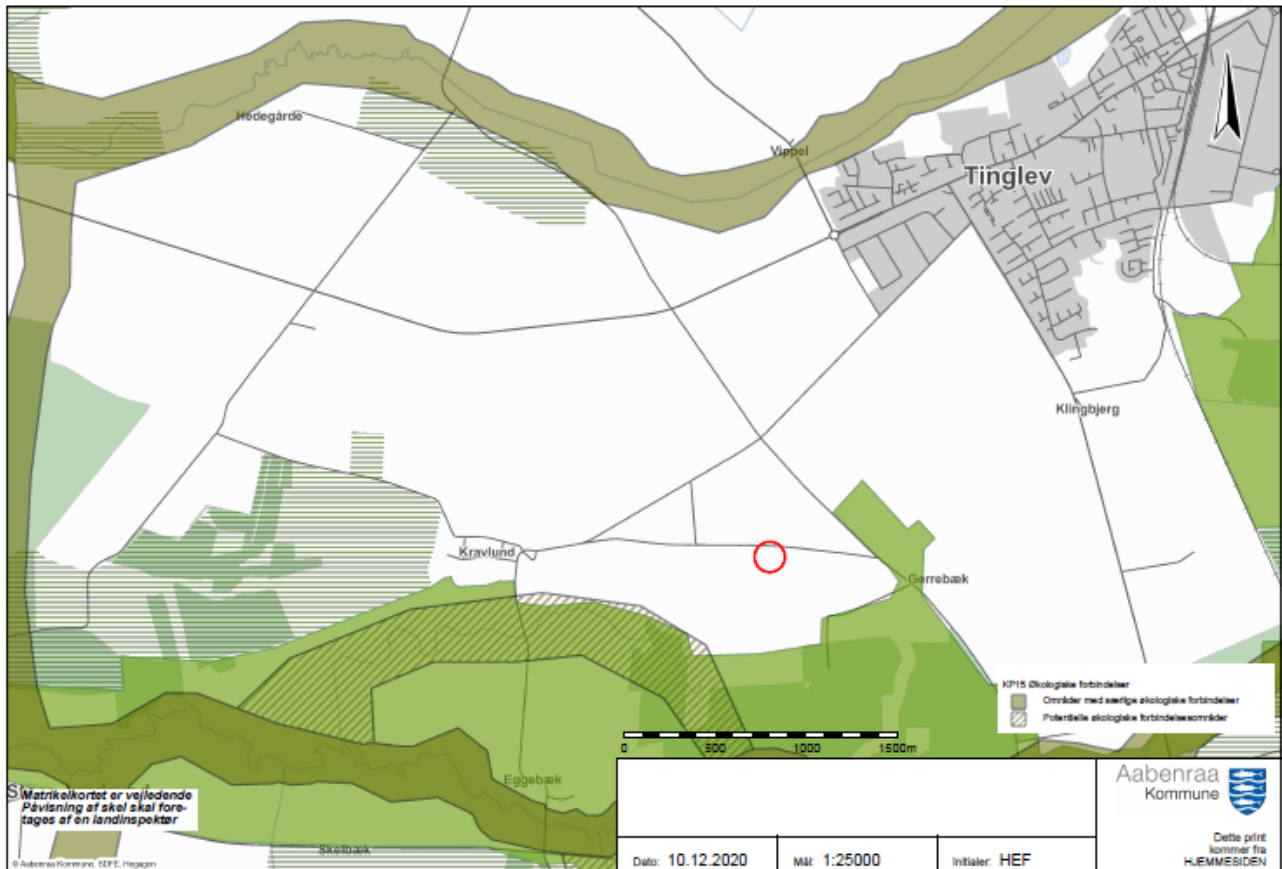 Hedegårde
Vippel
Tinglev
Klingbjerg
Kravlund
Gerrebæk
KP15 Økologiske forbindelser
Områder med særlige økologiske forbindelser
Potentielle økologiske forbindelsesområder
0 500 1000 1500m
Eggebæk
Matrikelkortet er vejledende
Påvisning af skel skal fore-
tages af en landinspektør
Skelbæk
© Aabenraa Kommune, SDFE, Hegagon
Aabenraa
Kommune
Dette print
kommer fra
HJEMMESIDEN
Dato: 10.12.2020
Mål: 1:25000
Initialer: HEF